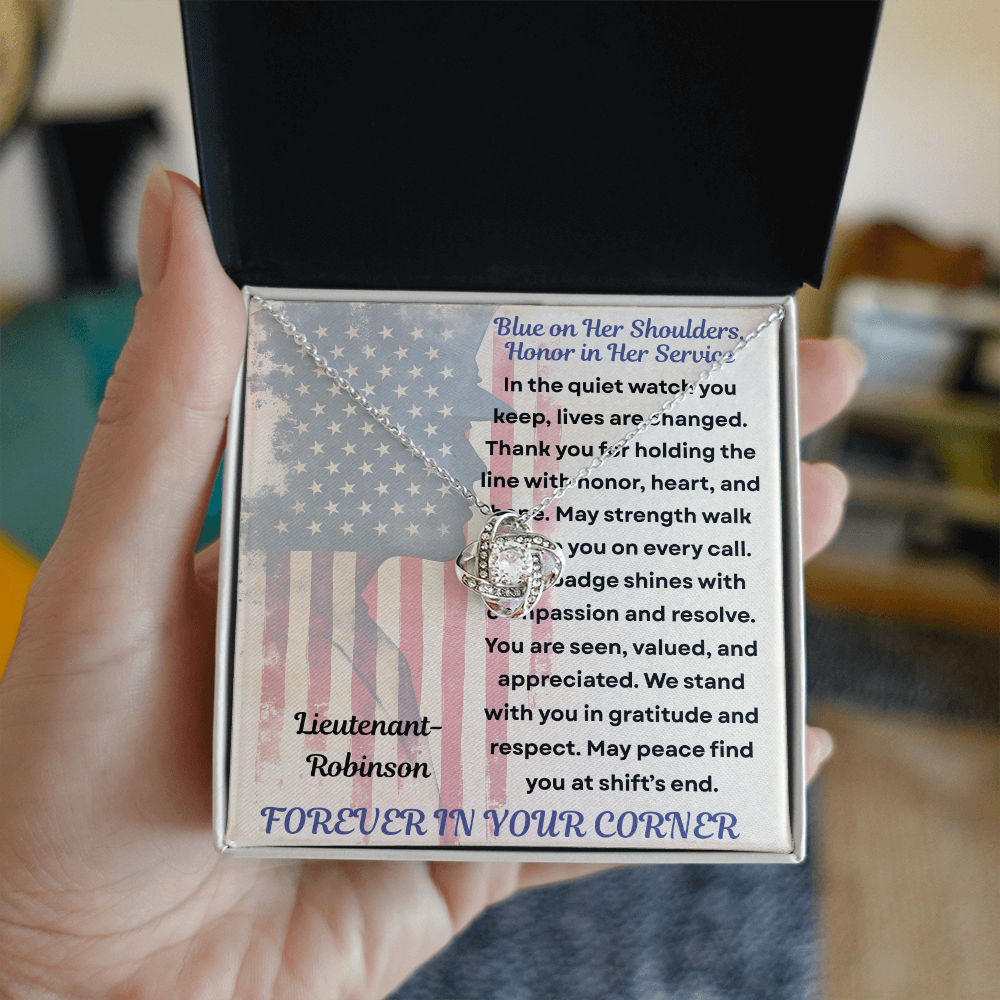 Blue on Her Shoulders,
Honor in Her Service
In the quiet watch you
keep, lives are changed.
Thank you for holding the
line with honor, heart, and
hope. May strength walk
you on every call.
badge shines with
compassion and resolve.
You are seen, valued, and
appreciated. We stand
with you in gratitude and
respect. May peace find
you at shift's end.
Lieutenant-
Robinson
FOREVER IN YOUR CORNER